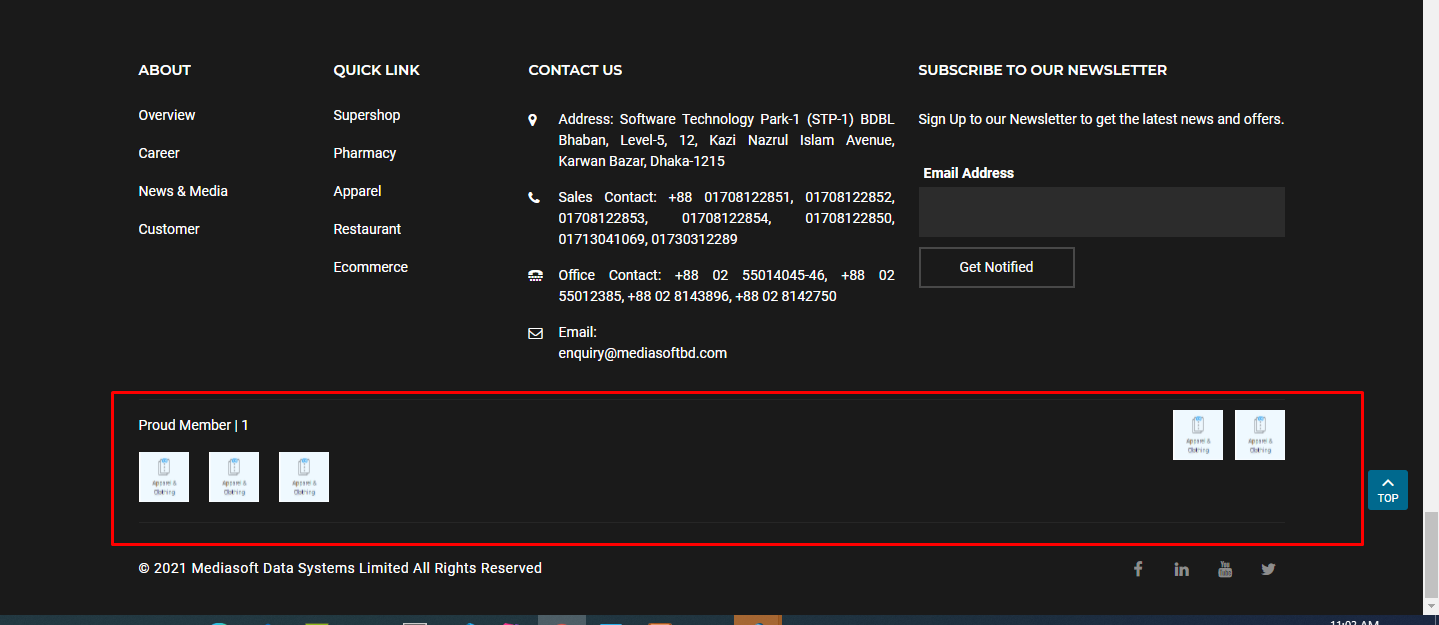 ABOUT
Overview
Career
News & Media
Customer
QUICK LINK
Supershop
Pharmacy
Apparel
Restaurant
Ecommerce
CONTACT US
Address: Software Technology Park-1 (STP-1) BDBL
Bhaban, Level-5, 12, Kazi Nazrul Islam Avenue,
Karwan Bazar, Dhaka-1215
Sales Contact: +88 01708122851, 01708122852,
01708122853, 01708122854, 01708122850,
01713041069, 01730312289
Office Contact: +88 02 55014045-46, +88 02
55012385, +88 02 8143896, +88 02 8142750
Email:
enquiry@mediasoftbd.com
SUBSCRIBE TO OUR NEWSLETTER
Sign Up to our Newsletter to get the latest news and offers.
Email Address
Get Notified
Proud Member | 1
Apparel &
Clothing
Apparel &
Clothing
Apparel &
Clothing
Apparel &
Clothing
Apparel &
Clothing
TOP
© 2021 Mediasoft Data Systems Limited All Rights Reserved
You
Tube